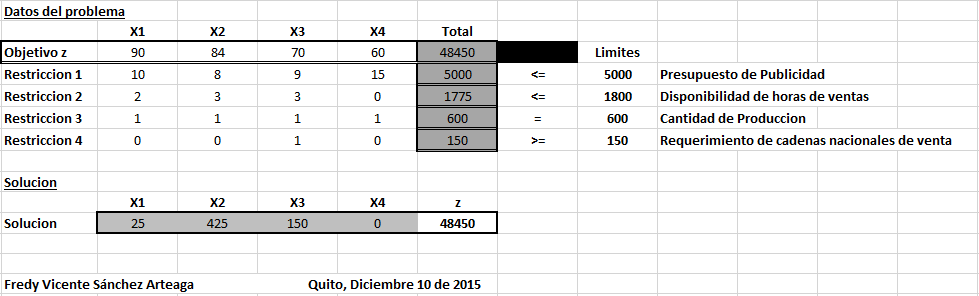 Datos del problema
X1 X2 X3 X4 Total
Objetivo z 90 84 70 60 48450 Limites
Restriccion 1 10 8 9 15 5000 <= 5000 Presupuesto de Publicidad
Restriccion 2 2 3 3 0 1775 <= 1800 Disponibilidad de horas de ventas
Restriccion 3 1 1 1 1 600 = 600 Cantidad de Produccion
Restriccion 4 0 0 1 0 150 >= 150 Requerimiento de cadenas nacionales de venta
Solucion
X1 X2 X3 X4 z
Solucion 25 425 150 0 48450
Fredy Vicente Sánchez Arteaga Quito, Diciembre 10 de 2015